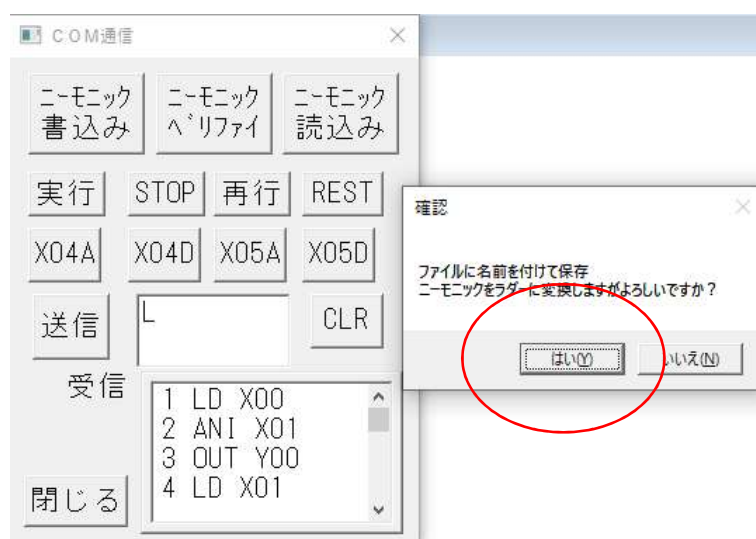 COM通信
ニーモニック
書込み
ニーモニック
ベリファイ
ニーモニック
読込み
実行 STOP 再行 REST
X04A X04D X05A X05D
送信 L CLR
受信
1 LD X00
2 ANI X01
3 OUT Y00
4 LD X01
閉じる
確認
ファイルに名前を付けて保存
ニーモニックをラダーに変換しますがよろしいですか?
はい(Y) いいえ(N)